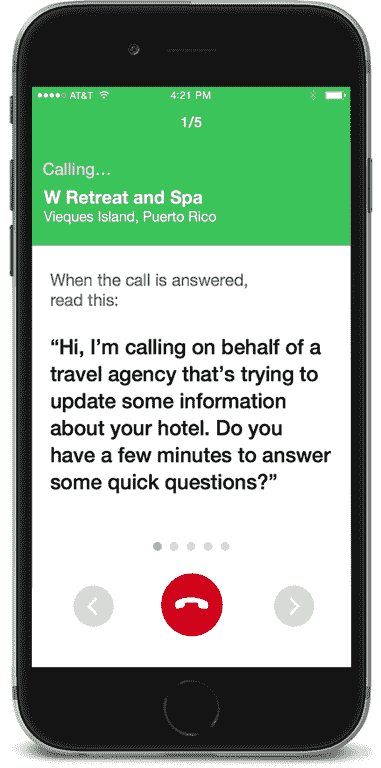 AT&T 4:21 PM
1/5
Calling...
W Retreat and Spa
Vieques Island, Puerto Rico
When the call is answered,
read this:
“Hi, I’m calling on behalf of a
travel agency that’s trying to
update some information
about your hotel. Do you
have a few minutes to answer
some quick questions?”